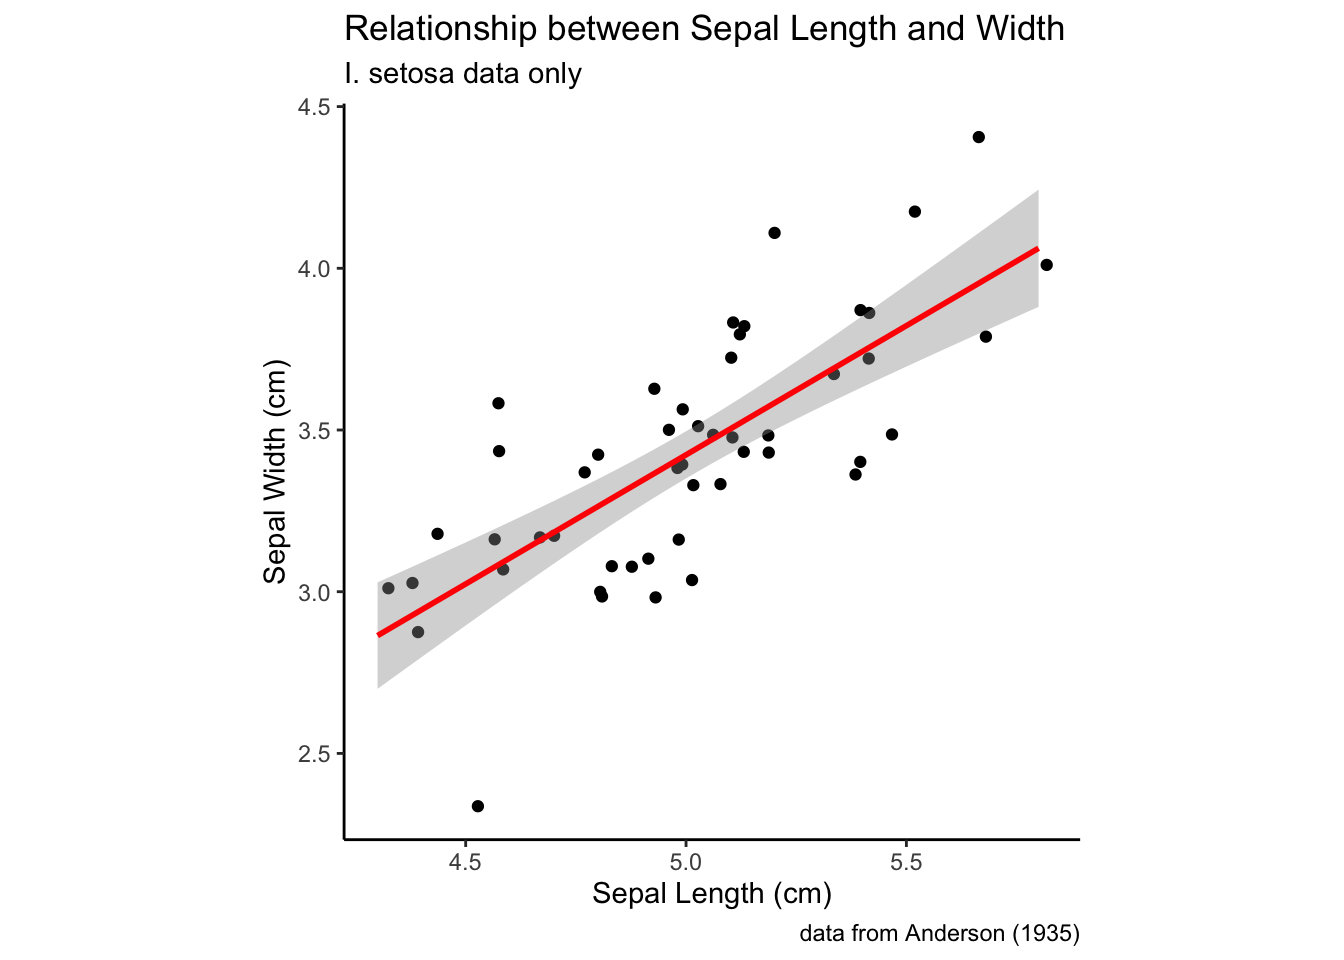 Relationship between Sepal Length and Width
I. setosa data only
4.5
4.0
3.5
3.0
2.5
Sepal Width (cm)
4.5 5.0 5.5
Sepal Length (cm)
data from Anderson (1935)